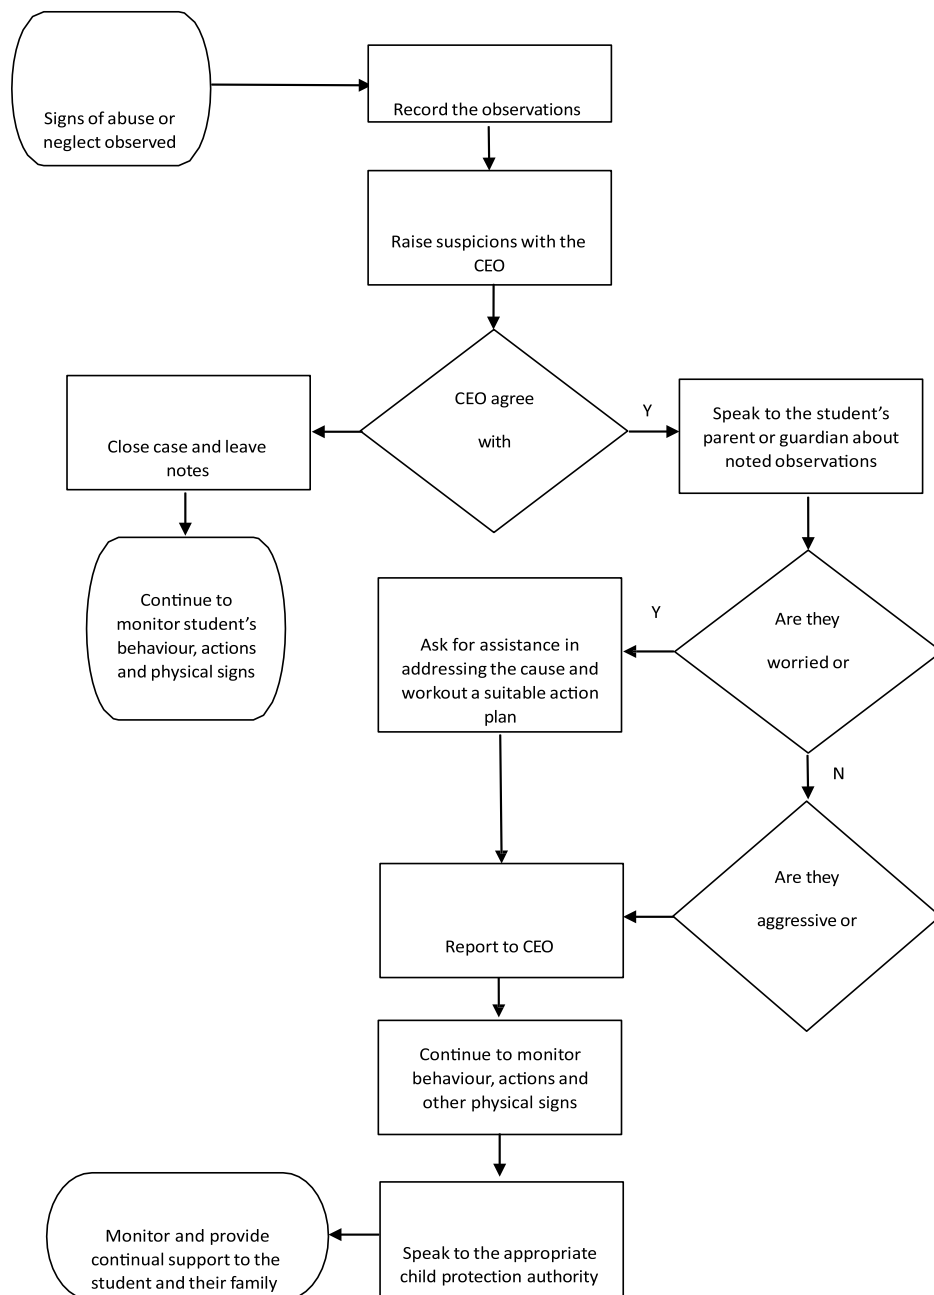 Signs of abuse or
neglect observed
Record the observations
Raise suspicions with the
CEO
CEO agree
with
Y
Speak to the student’s
parent or guardian about
noted observations
Close case and leave
notes
Continue to
monitor student’s
behaviour, actions
and physical signs
Are they
worried or
Y
Ask for assistance in
addressing the cause and
workout a suitable action
plan
N
Are they
aggressive or
Report to CEO
Continue to monitor
behaviour, actions and
other physical signs
Speak to the appropriate
child protection authority
Monitor and provide
continual support to the
student and their family